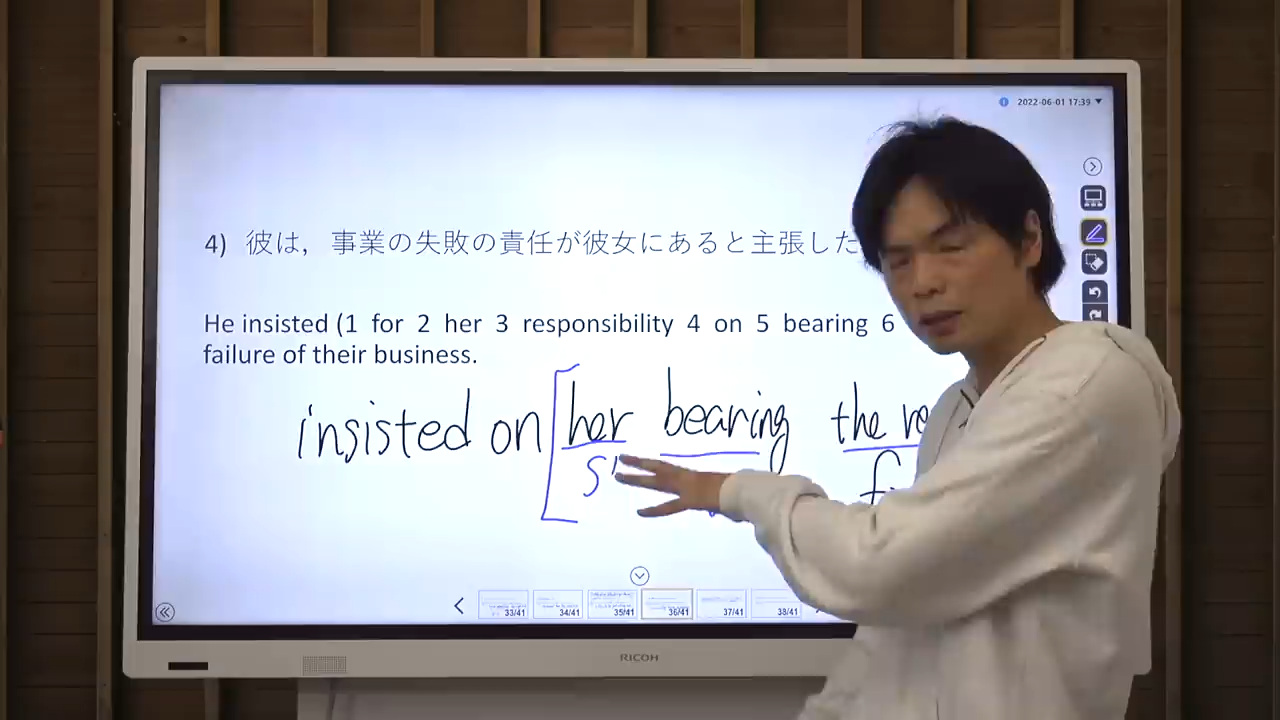 2022-06-01 17:39
4) 彼は，事業の失敗の責任が彼女にあると主張した
He insisted (1 for 2 her 3 responsibility 4 on 5 bearing 6
failure of their business.
insisted on [her bearing the re
33/41 34/41 35/41 36/41 37/41 38/41
RICOH